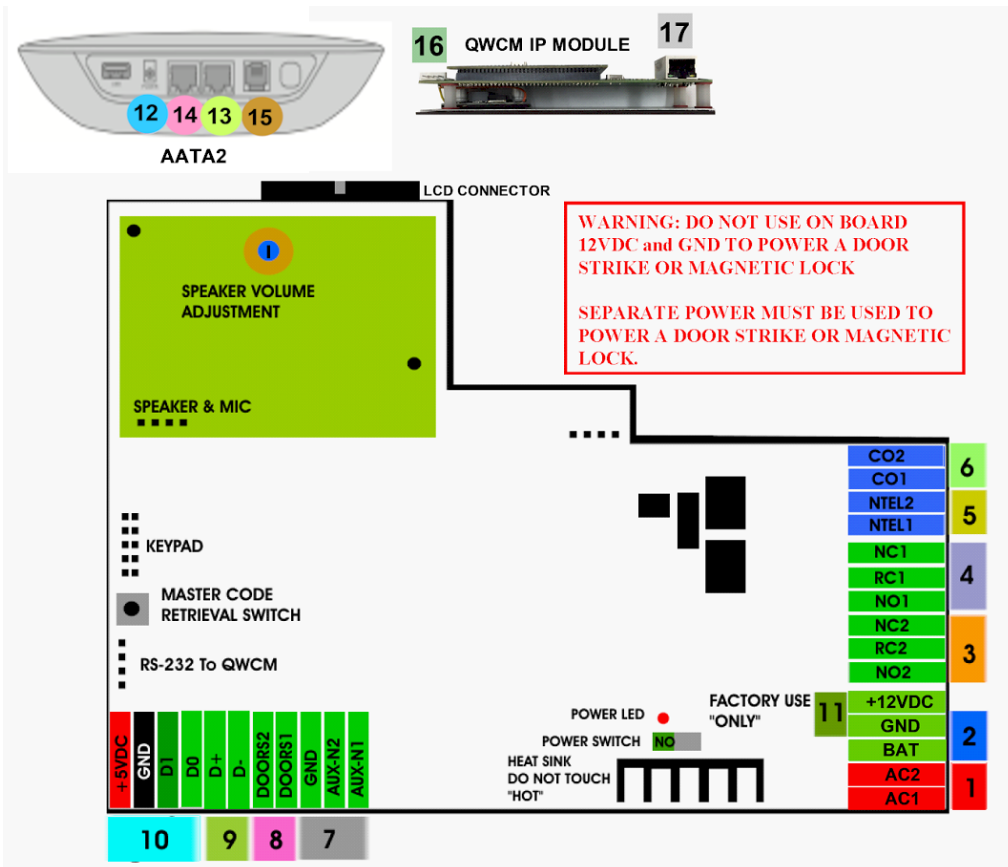 16
QWCM IP MODULE
17
12
14
13
15
AATA2
LCD CONNECTOR
WARNING: DO NOT USE ON BOARD
12VDC and GND TO POWER A DOOR
STRIKE OR MAGNETIC LOCK
SEPARATE POWER MUST BE USED TO
POWER A DOOR STRIKE OR MAGNETIC
LOCK.
I
SPEAKER VOLUME
ADJUSTMENT
SPEAKER & MIC
CO2
CO1
6
NTEL2
NTEL1
5
KEYPAD
NC1
RC1
NO1
4
MASTER CODE
RETRIEVAL SWITCH
NC2
RC2
NO2
3
RS-232 To QWCM
FACTORY USE
"ONLY"
11
+12VDC
GND
BAT
2
POWER LED
POWER SWITCH
NO
HEAT SINK
DO NOT TOUCH
"HOT"
AC2
AC1
1
+5VDC
GND
D1
D0
D+
D-
DOORS2
DOORS1
GND
AUX-N2
AUX-N1
10
9
8
7